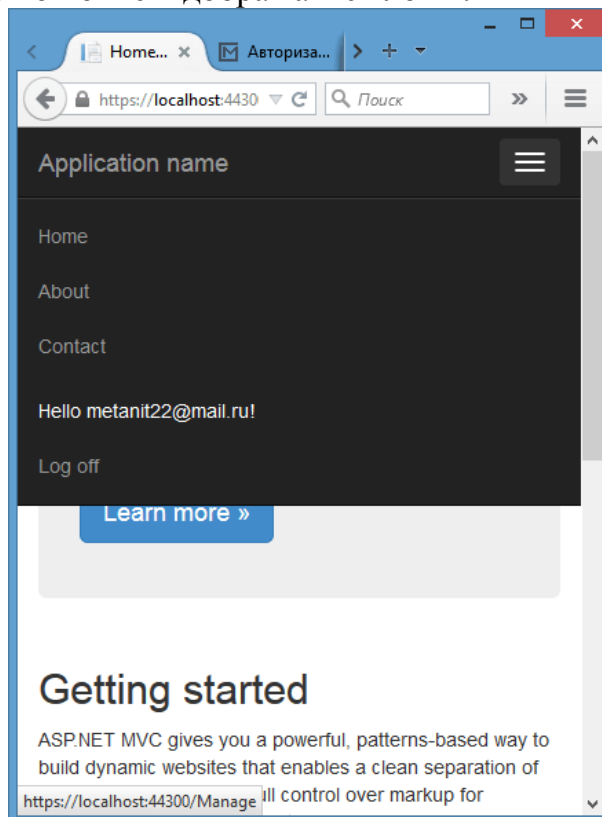 Home...
Авториза...
https://localhost:4430
Поиск
Application name
Home
About
Contact
Hello metanit22@mail.ru!
Log off
Learn more »
Getting started
ASP.NET MVC gives you a powerful, patterns-based way to
build dynamic websites that enables a clean separation of
https://localhost:44300/Manage ll control over markup for